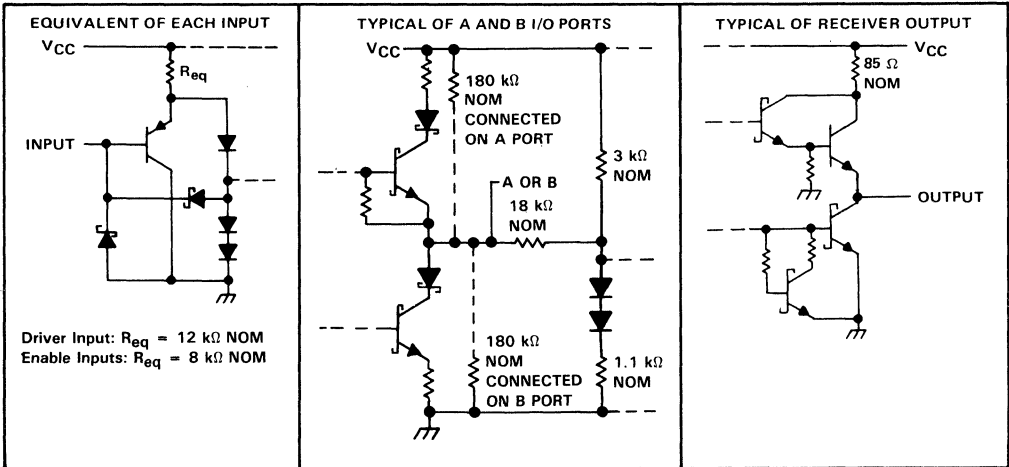 EQUIVALENT OF EACH INPUT
VCC
Req
INPUT
Driver Input: Req = 12 kΩ NOM
Enable Inputs: Req = 8 kΩ NOM
TYPICAL OF A AND B I/O PORTS
VCC
180 kΩ
NOM
CONNECTED
ON A PORT
3 kΩ
NOM
A OR B
18 kΩ
NOM
180 kΩ
NOM
CONNECTED
ON B PORT
1.1 kΩ
NOM
TYPICAL OF RECEIVER OUTPUT
VCC
85 Ω
NOM
OUTPUT